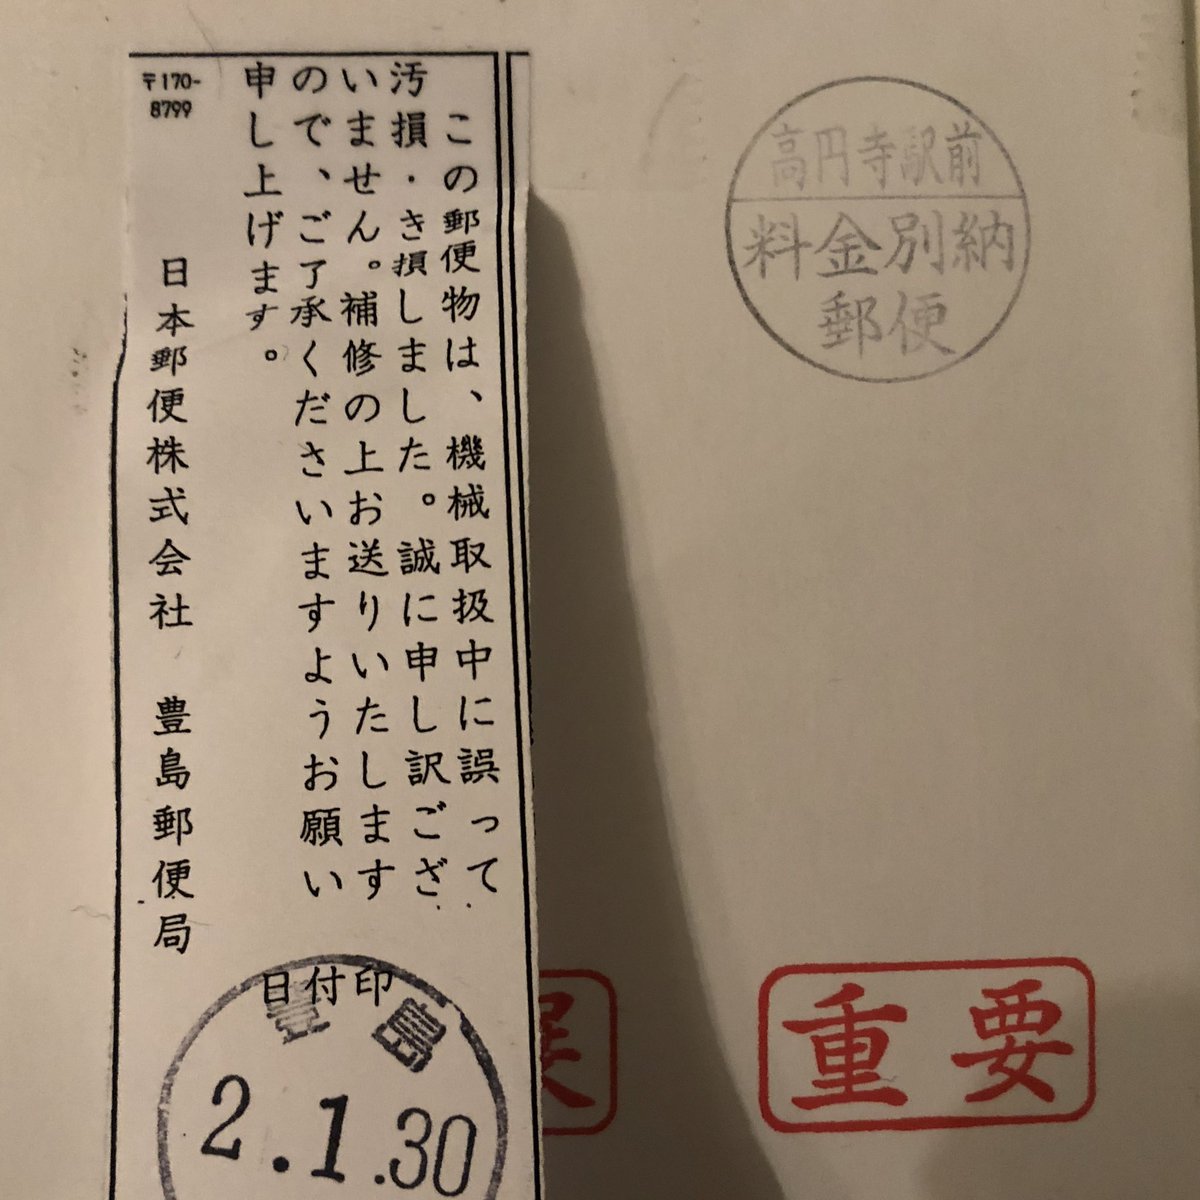 この郵便物は、機械取扱中に誤って
汚損・き損しました。誠に申し訳ござ
いません。補修の上お送りいたします
ので、ご了承くださいますようお願い
申し上げます。
〒170-
8799
日本郵便株式会社 豊島郵便局
日付印
豊島
2.1.30
高円寺駅前
料金別納
郵便
重要